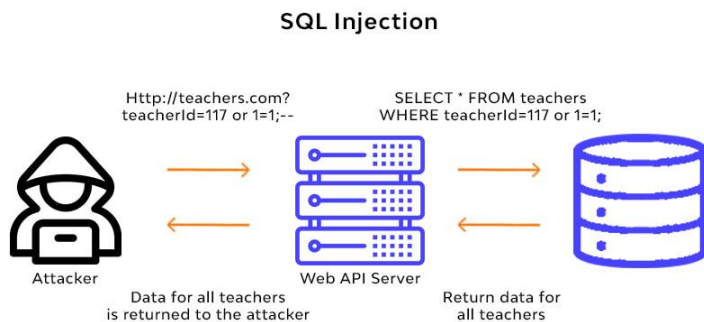 SQL Injection
Http://teachers.com?
teacherId=117 or 1=1;--
SELECT * FROM teachers
WHERE teacherId=117 or 1=1;
Attacker
Web API Server
Data for all teachers
is returned to the attacker
Return data for
all teachers